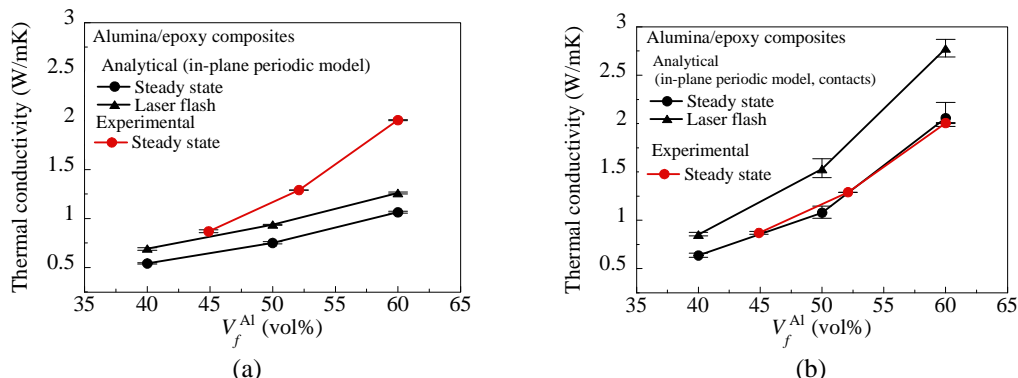 3
2.5
2
1.5
1
0.5
Thermal conductivity (W/mK)
Alumina/epoxy composites
Analytical (in-plane periodic model)
Steady state
Laser flash
Experimental
Steady state
35 40 45 50 55 60 65
V_f^Al (vol%)
(a)
3
2.5
2
1.5
1
0.5
Thermal conductivity (W/mK)
Alumina/epoxy composites
Analytical
(in-plane periodic model, contacts)
Steady state
Laser flash
Experimental
Steady state
35 40 45 50 55 60 65
V_f^Al (vol%)
(b)